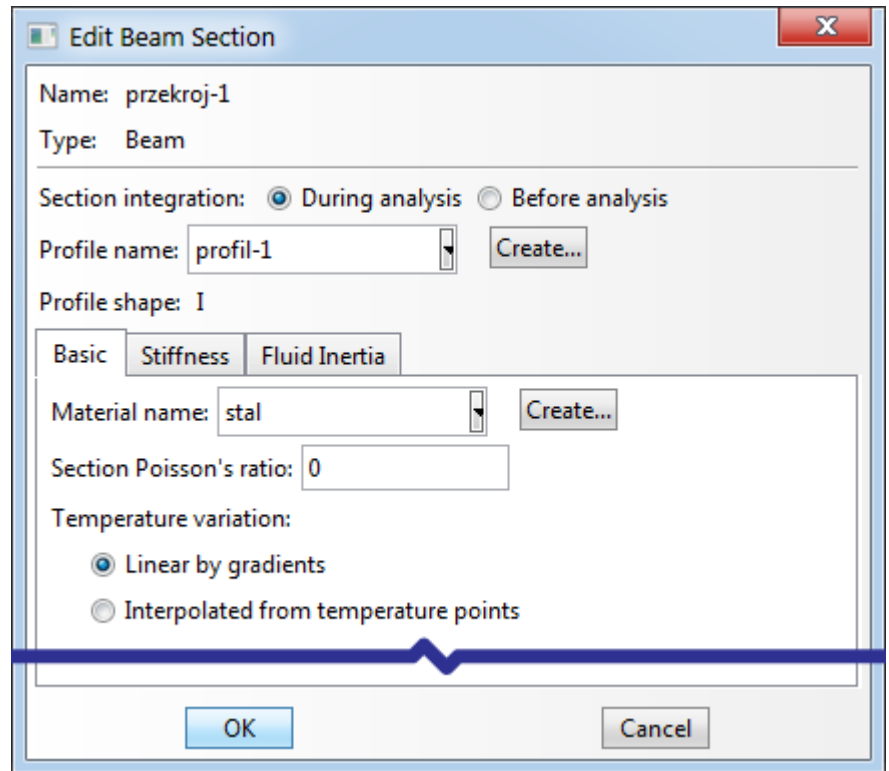 Edit Beam Section
Name: przekroj-1
Type: Beam
Section integration: During analysis Before analysis
Profile name: profil-1 Create...
Profile shape: I
Basic Stiffness Fluid Inertia
Material name: stal Create...
Section Poisson's ratio: 0
Temperature variation:
Linear by gradients
Interpolated from temperature points
OK Cancel